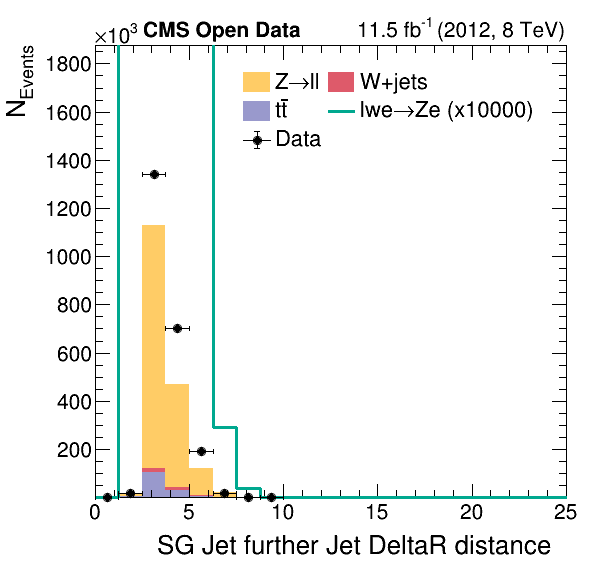 ×10³ CMS Open Data 11.5 fb⁻¹ (2012, 8 TeV)
N_Events
1800
1600
1400
1200
1000
800
600
400
200
Z→ll W+jets
tt̄ lwe→Ze (x10000)
Data
0 5 10 15 20 25
SG Jet further Jet DeltaR distance